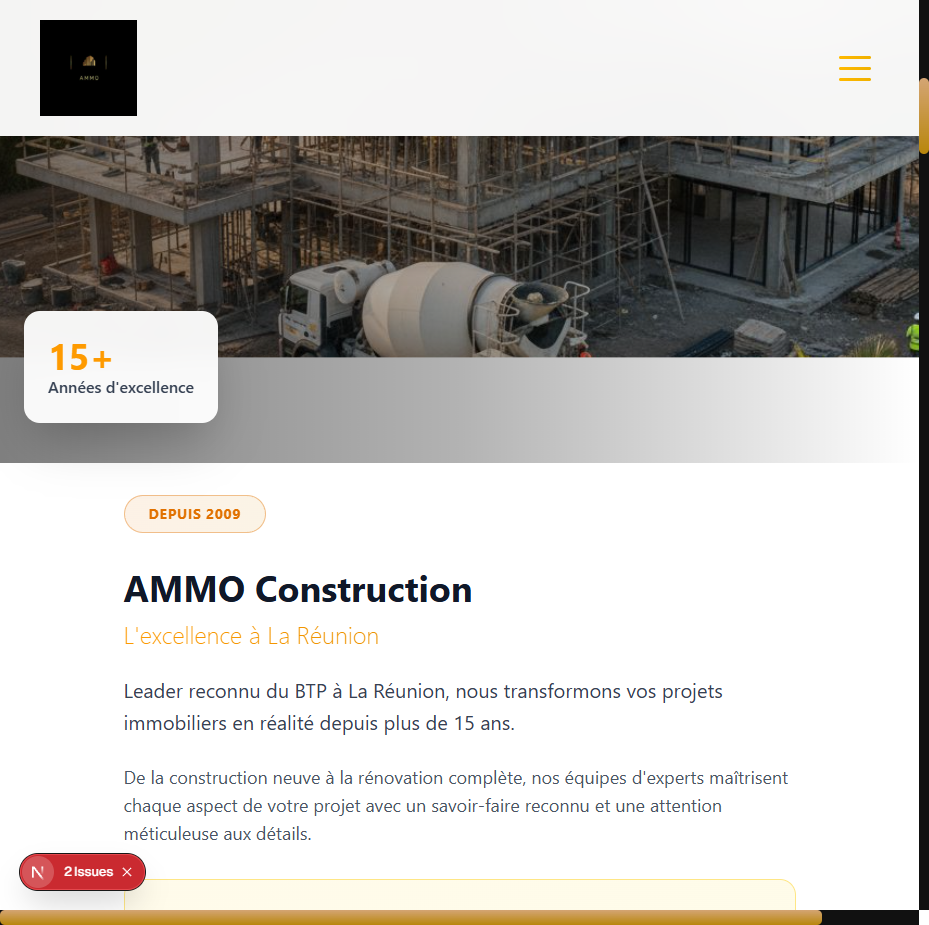 AMMO
15+
Années d'excellence
DEPUIS 2009
AMMO Construction
L'excellence à La Réunion
Leader reconnu du BTP à La Réunion, nous transformons vos projets
immobiliers en réalité depuis plus de 15 ans.
De la construction neuve à la rénovation complète, nos équipes d'experts maîtrisent
chaque aspect de votre projet avec un savoir-faire reconnu et une attention
méticuleuse aux détails.
N 2 Issues